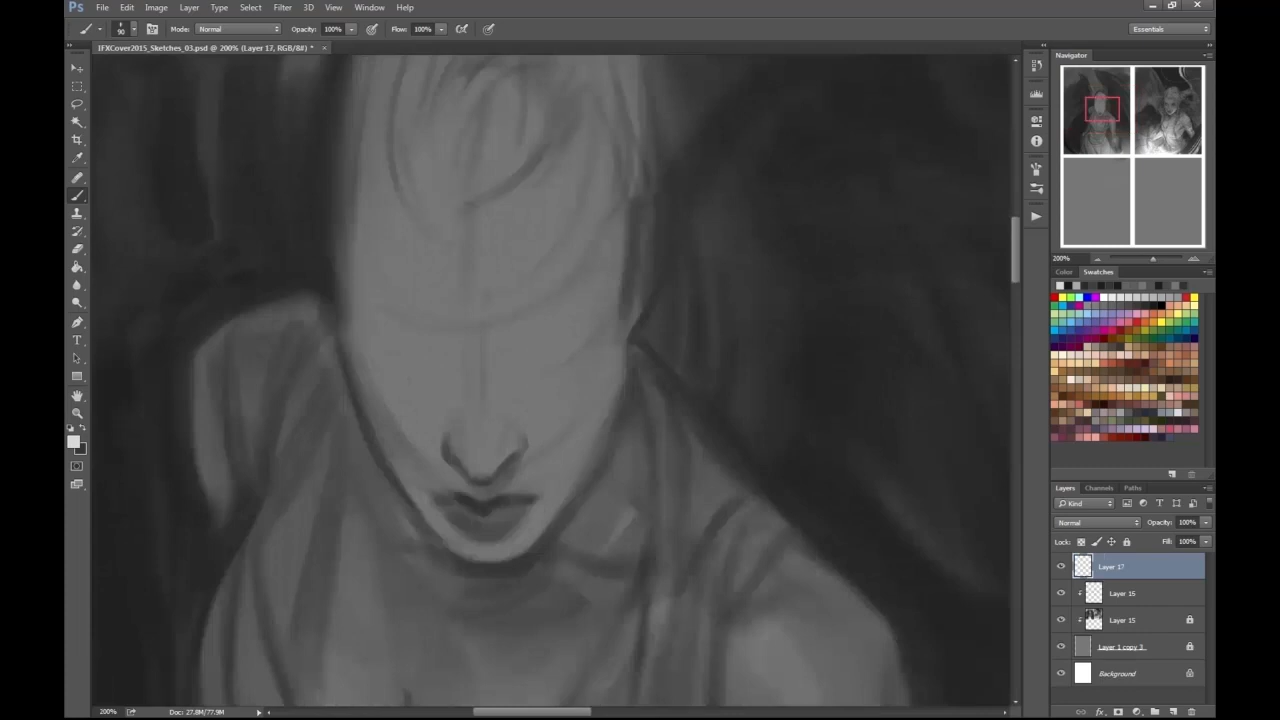 Ps File Edit Image Layer Type Select Filter 3D View Window Help
90 Mode: Normal Opacity: 100% Flow: 100% Essentials
IFXCover2015_Sketches_03.psd @ 200% (Layer 17, RGB/8#) * ×
Navigator
200%
Color Swatches
Layers Channels Paths
Kind
Normal Opacity: 100%
Lock: Fill: 100%
Layer 17
Layer 16
Layer 15
Layer 1 copy 3
Background
200% Doc: 27.8M/77.9M